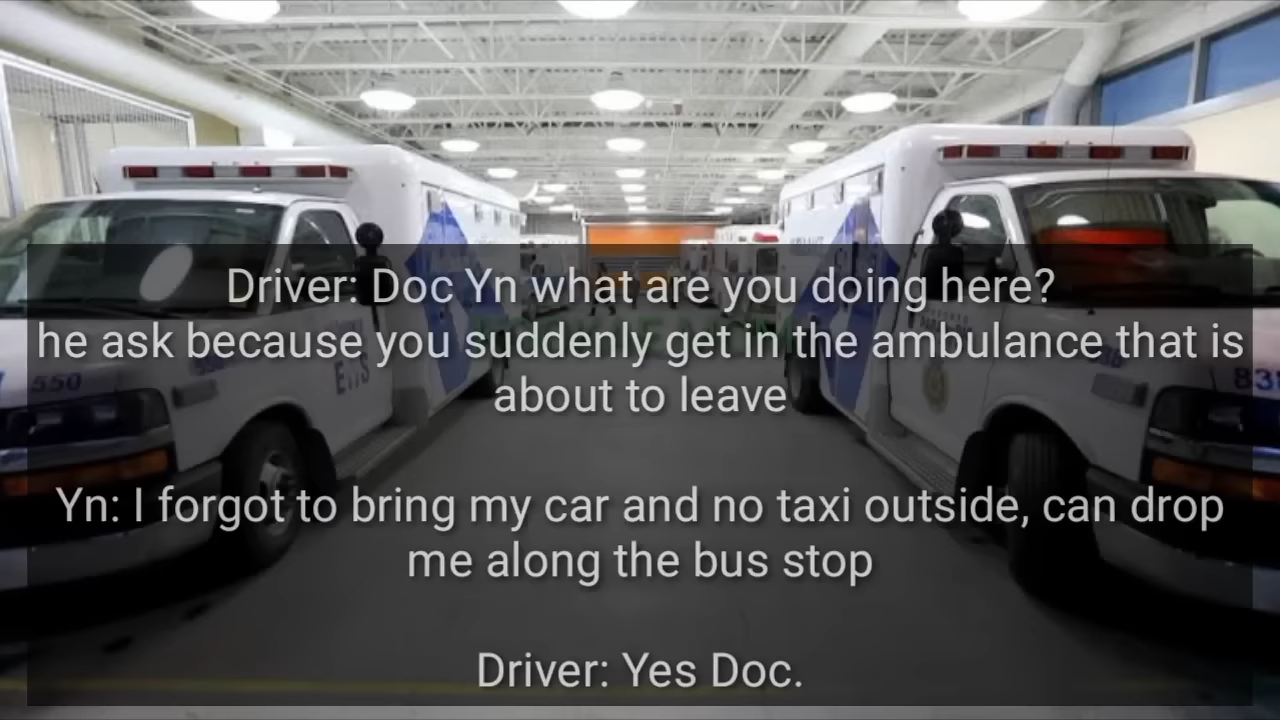 Driver: Doc Yn what are you doing here?
he ask because you suddenly get in the ambulance that is
about to leave
Yn: I forgot to bring my car and no taxi outside, can drop
me along the bus stop
Driver: Yes Doc.
550
EMS